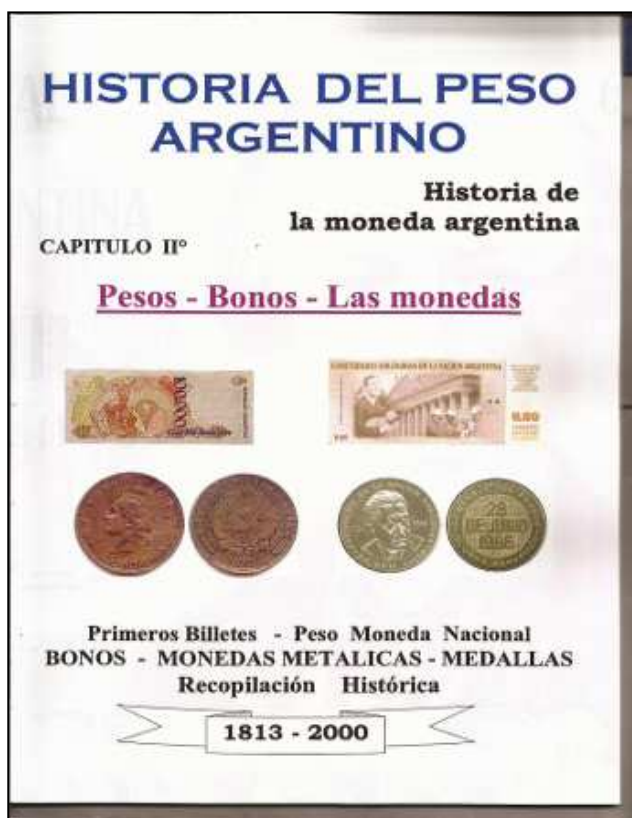 HISTORIA DEL PESO
ARGENTINO
Historia de
la moneda argentina
CAPITULO IIº
Pesos - Bonos - Las monedas
Primeros Billetes - Peso Moneda Nacional
BONOS - MONEDAS METALICAS - MEDALLAS
Recopilación Histórica
1813 - 2000